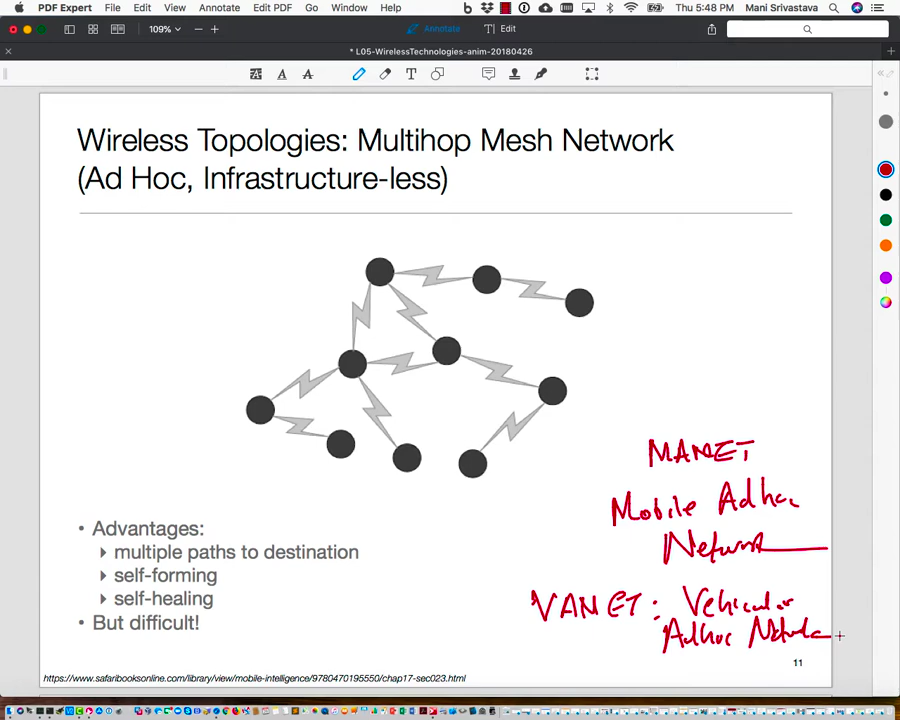 PDF Expert File Edit View Annotate Edit PDF Go Window Help Thu 5:48 PM Mani Srivastava
109% Annotate Edit
* L05-WirelessTechnologies-anim-20180426
Wireless Topologies: Multihop Mesh Network
(Ad Hoc, Infrastructure-less)
MANET
Mobile Adhoc
Network
• Advantages:
multiple paths to destination
self-forming
self-healing
• But difficult!
VANET: Vehicular
Adhoc Network
11
https://www.safaribooksonline.com/library/view/mobile-intelligence/9780470195550/chap17-sec023.html